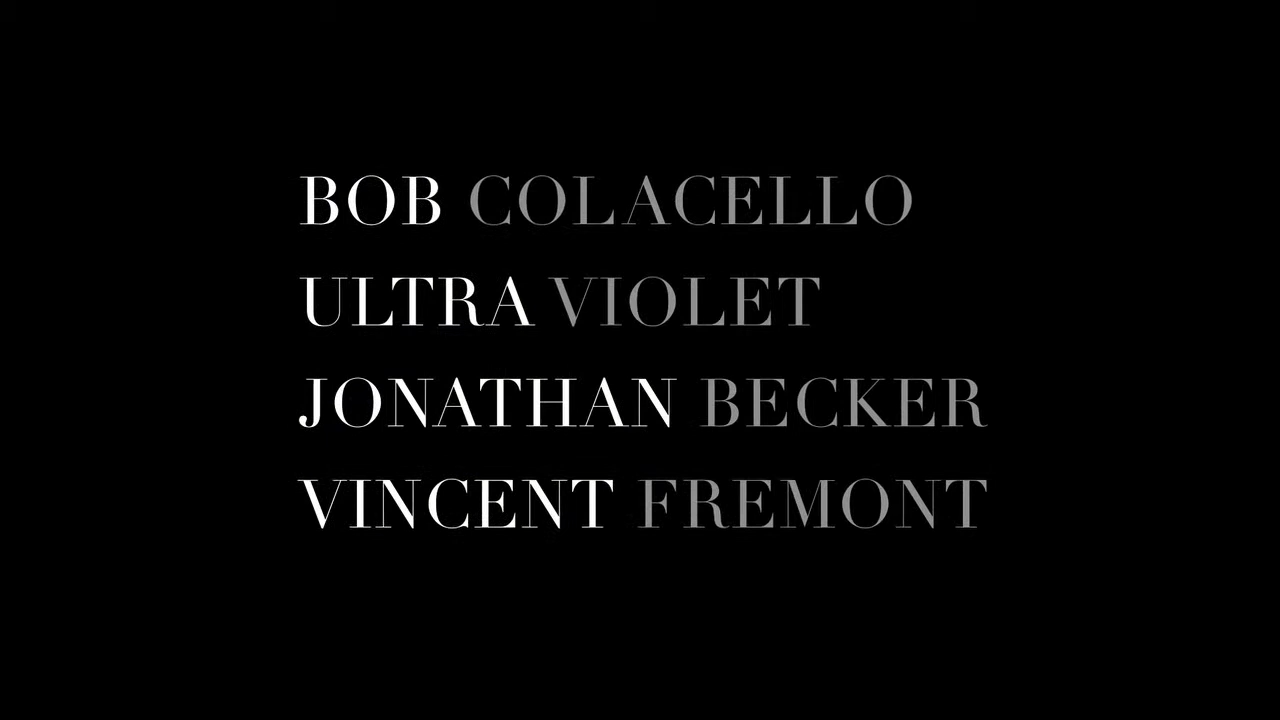 BOB COLACELLO
ULTRA VIOLET
JONATHAN BECKER
VINCENT FREMONT